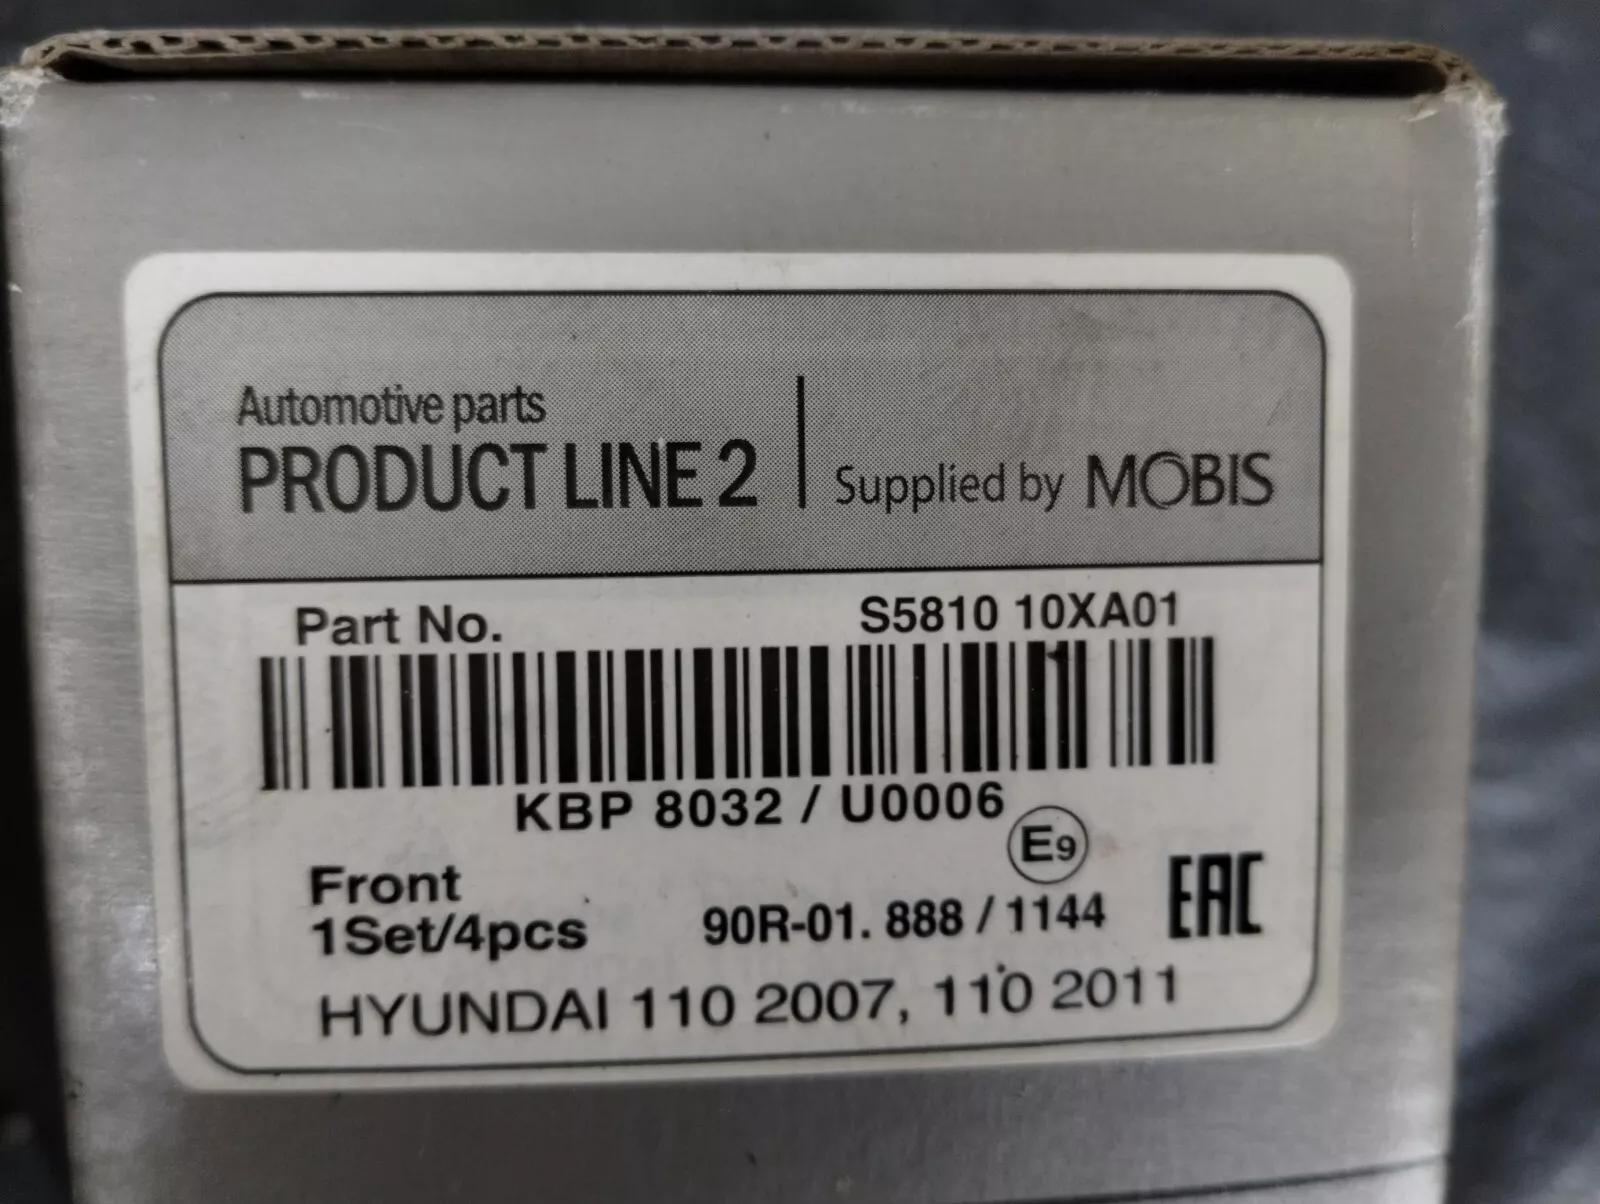 Automotive parts
PRODUCT LINE 2
Supplied by MOBIS
Part No. S5810 10XA01
KBP 8032 / U0006
E9
Front
1Set/4pcs
90R-01. 888 / 1144
EAC
HYUNDAI 110 2007, 110 2011